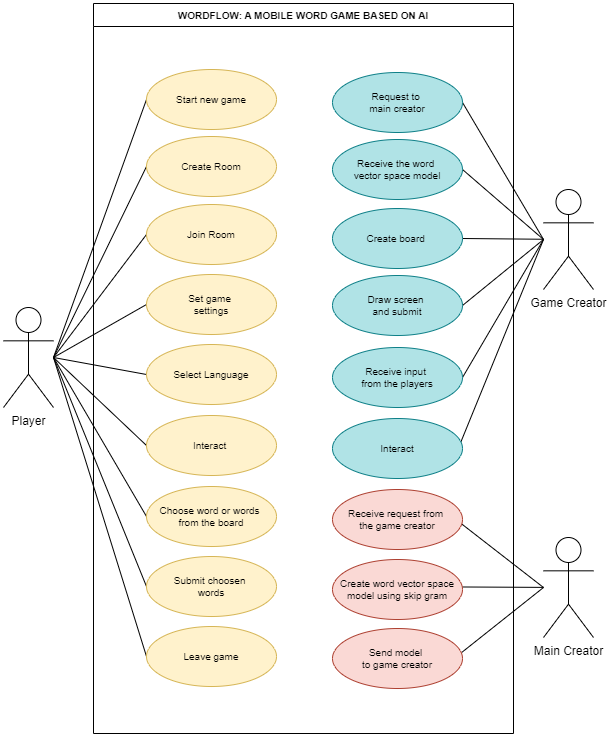 WORDFLOW: A MOBILE WORD GAME BASED ON AI
Start new game
Create Room
Join Room
Set game
settings
Select Language
Interact
Choose word or words
from the board
Submit choosen
words
Leave game
Request to
main creator
Receive the word
vector space model
Create board
Draw screen
and submit
Receive input
from the players
Interact
Receive request from
the game creator
Create word vector space
model using skip gram
Send model
to game creator
Player
Game Creator
Main Creator